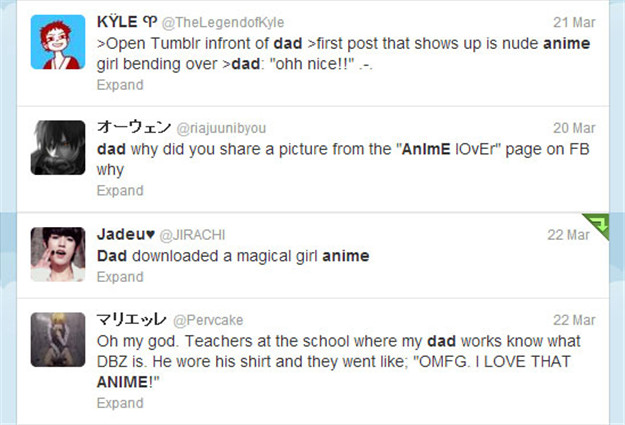 KŸLE ♈ @TheLegendofKyle 21 Mar
>Open Tumblr infront of dad >first post that shows up is nude anime
girl bending over >dad: "ohh nice!!" .-.
Expand
オーウェン @riajuunibyou 20 Mar
dad why did you share a picture from the "AnImE lOvEr" page on FB
why
Expand
Jadeu♥ @JIRACHI 22 Mar
Dad downloaded a magical girl anime
Expand
マリエッレ @Pervcake 22 Mar
Oh my god. Teachers at the school where my dad works know what
DBZ is. He wore his shirt and they went like; "OMFG. I LOVE THAT
ANIME!"
Expand